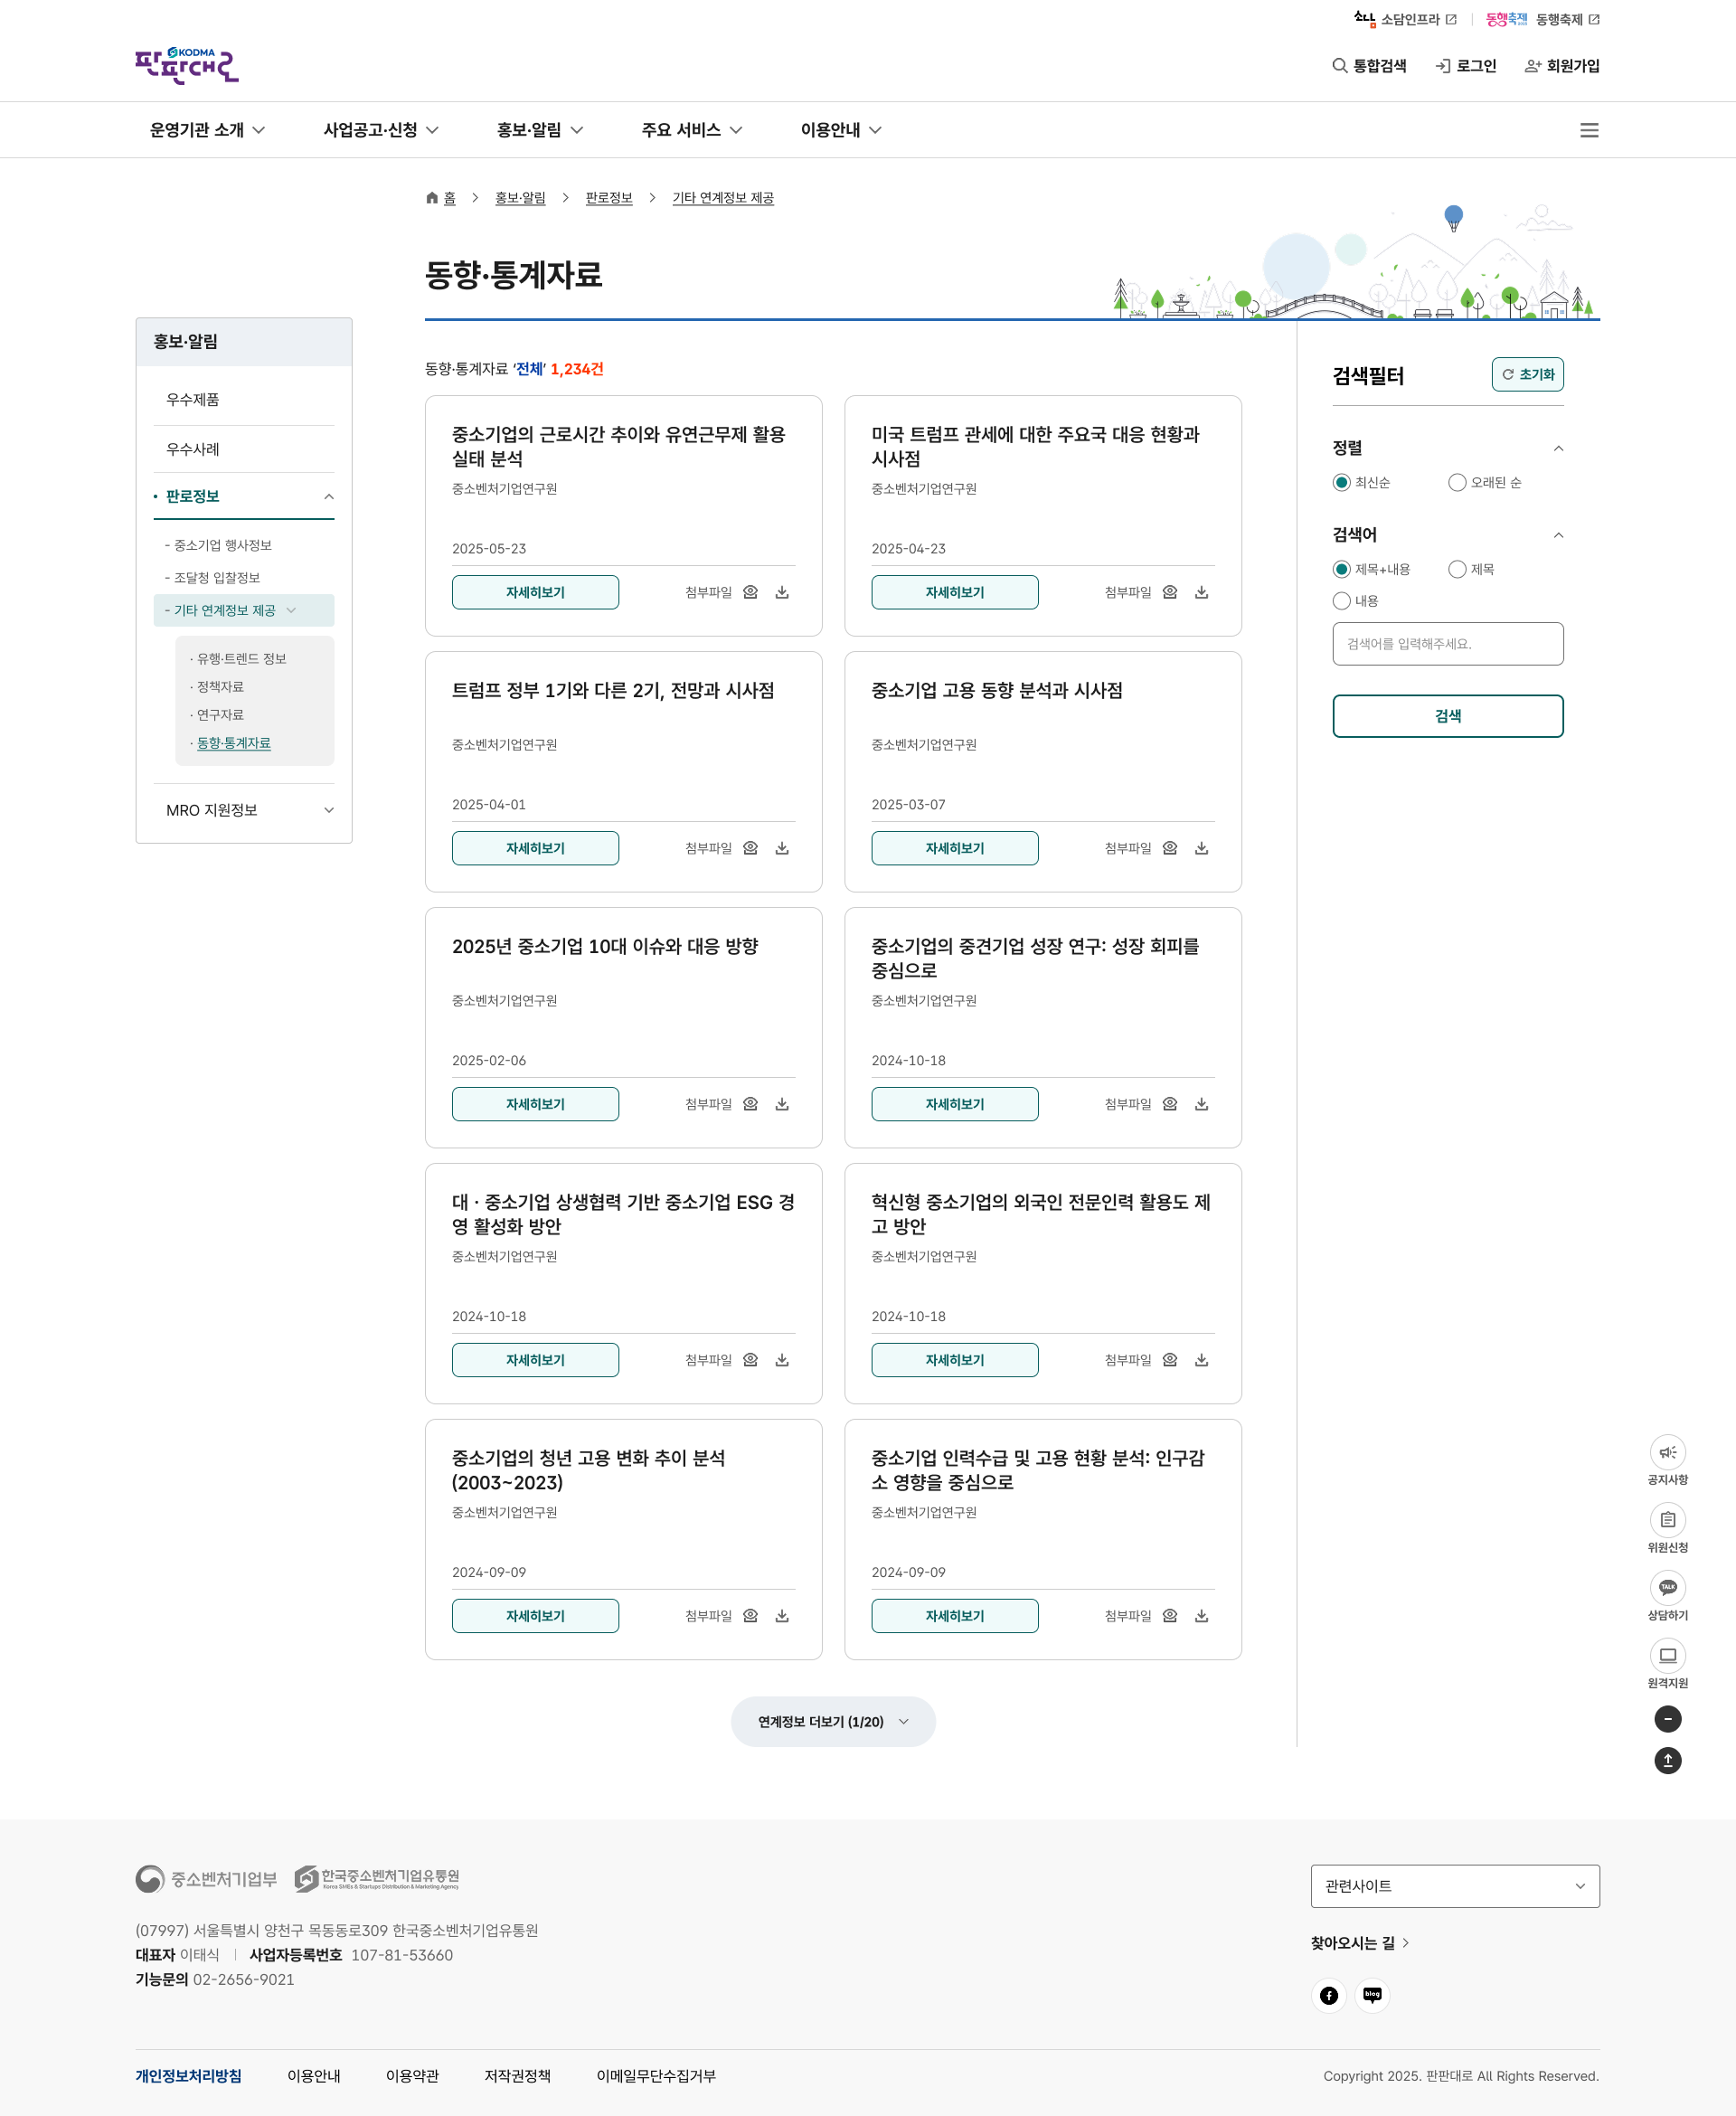 소담 소담인프라
동행축제 동행축제
KODMA
판판대로
통합검색 로그인 회원가입
운영기관 소개 사업공고·신청 홍보·알림 주요 서비스 이용안내
홈 홍보·알림 판로정보 기타 연계정보 제공
동향·통계자료
홍보·알림
우수제품
우수사례
판로정보
- 중소기업 행사정보
- 조달청 입찰정보
- 기타 연계정보 제공
· 유행·트렌드 정보
· 정책자료
· 연구자료
· 동향·통계자료
MRO 지원정보
동향·통계자료 ‘전체’ 1,234건
중소기업의 근로시간 추이와 유연근무제 활용
실태 분석
중소벤처기업연구원
2025-05-23
자세히보기 첨부파일
미국 트럼프 관세에 대한 주요국 대응 현황과
시사점
중소벤처기업연구원
2025-04-23
자세히보기 첨부파일
트럼프 정부 1기와 다른 2기, 전망과 시사점
중소벤처기업연구원
2025-04-01
자세히보기 첨부파일
중소기업 고용 동향 분석과 시사점
중소벤처기업연구원
2025-03-07
자세히보기 첨부파일
2025년 중소기업 10대 이슈와 대응 방향
중소벤처기업연구원
2025-02-06
자세히보기 첨부파일
중소기업의 중견기업 성장 연구: 성장 회피를
중심으로
중소벤처기업연구원
2024-10-18
자세히보기 첨부파일
대 · 중소기업 상생협력 기반 중소기업 ESG 경
영 활성화 방안
중소벤처기업연구원
2024-10-18
자세히보기 첨부파일
혁신형 중소기업의 외국인 전문인력 활용도 제
고 방안
중소벤처기업연구원
2024-10-18
자세히보기 첨부파일
중소기업의 청년 고용 변화 추이 분석
(2003~2023)
중소벤처기업연구원
2024-09-09
자세히보기 첨부파일
중소기업 인력수급 및 고용 현황 분석: 인구감
소 영향을 중심으로
중소벤처기업연구원
2024-09-09
자세히보기 첨부파일
연계정보 더보기 (1/20)
검색필터 초기화
정렬
최신순 오래된 순
검색어
제목+내용 제목
내용
검색어를 입력해주세요.
검색
공지사항
위원신청
TALK
상담하기
원격지원
중소벤처기업부 한국중소벤처기업유통원
Korea SMEs & Startups Distribution & Marketing Agency
(07997) 서울특별시 양천구 목동동로309 한국중소벤처기업유통원
대표자 이태식 사업자등록번호 107-81-53660
기능문의 02-2656-9021
관련사이트
찾아오시는 길
blog
개인정보처리방침 이용안내 이용약관 저작권정책 이메일무단수집거부
Copyright 2025. 판판대로 All Rights Reserved.